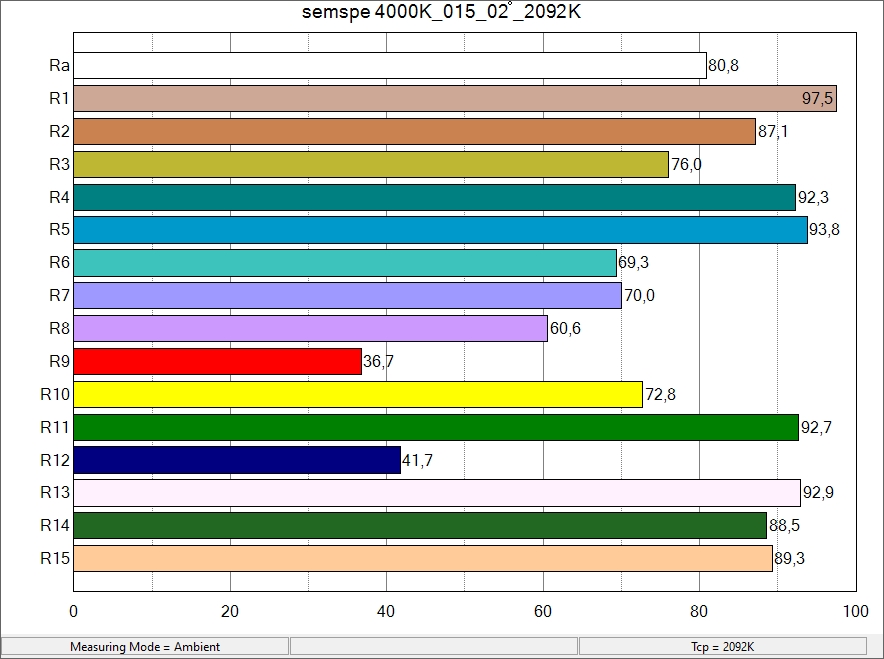 semspe 4000K_015_02°_2092K
Ra 80,8
R1 97,5
R2 87,1
R3 76,0
R4 92,3
R5 93,8
R6 69,3
R7 70,0
R8 60,6
R9 36,7
R10 72,8
R11 92,7
R12 41,7
R13 92,9
R14 88,5
R15 89,3
0 20 40 60 80 100
Measuring Mode = Ambient Tcp = 2092K